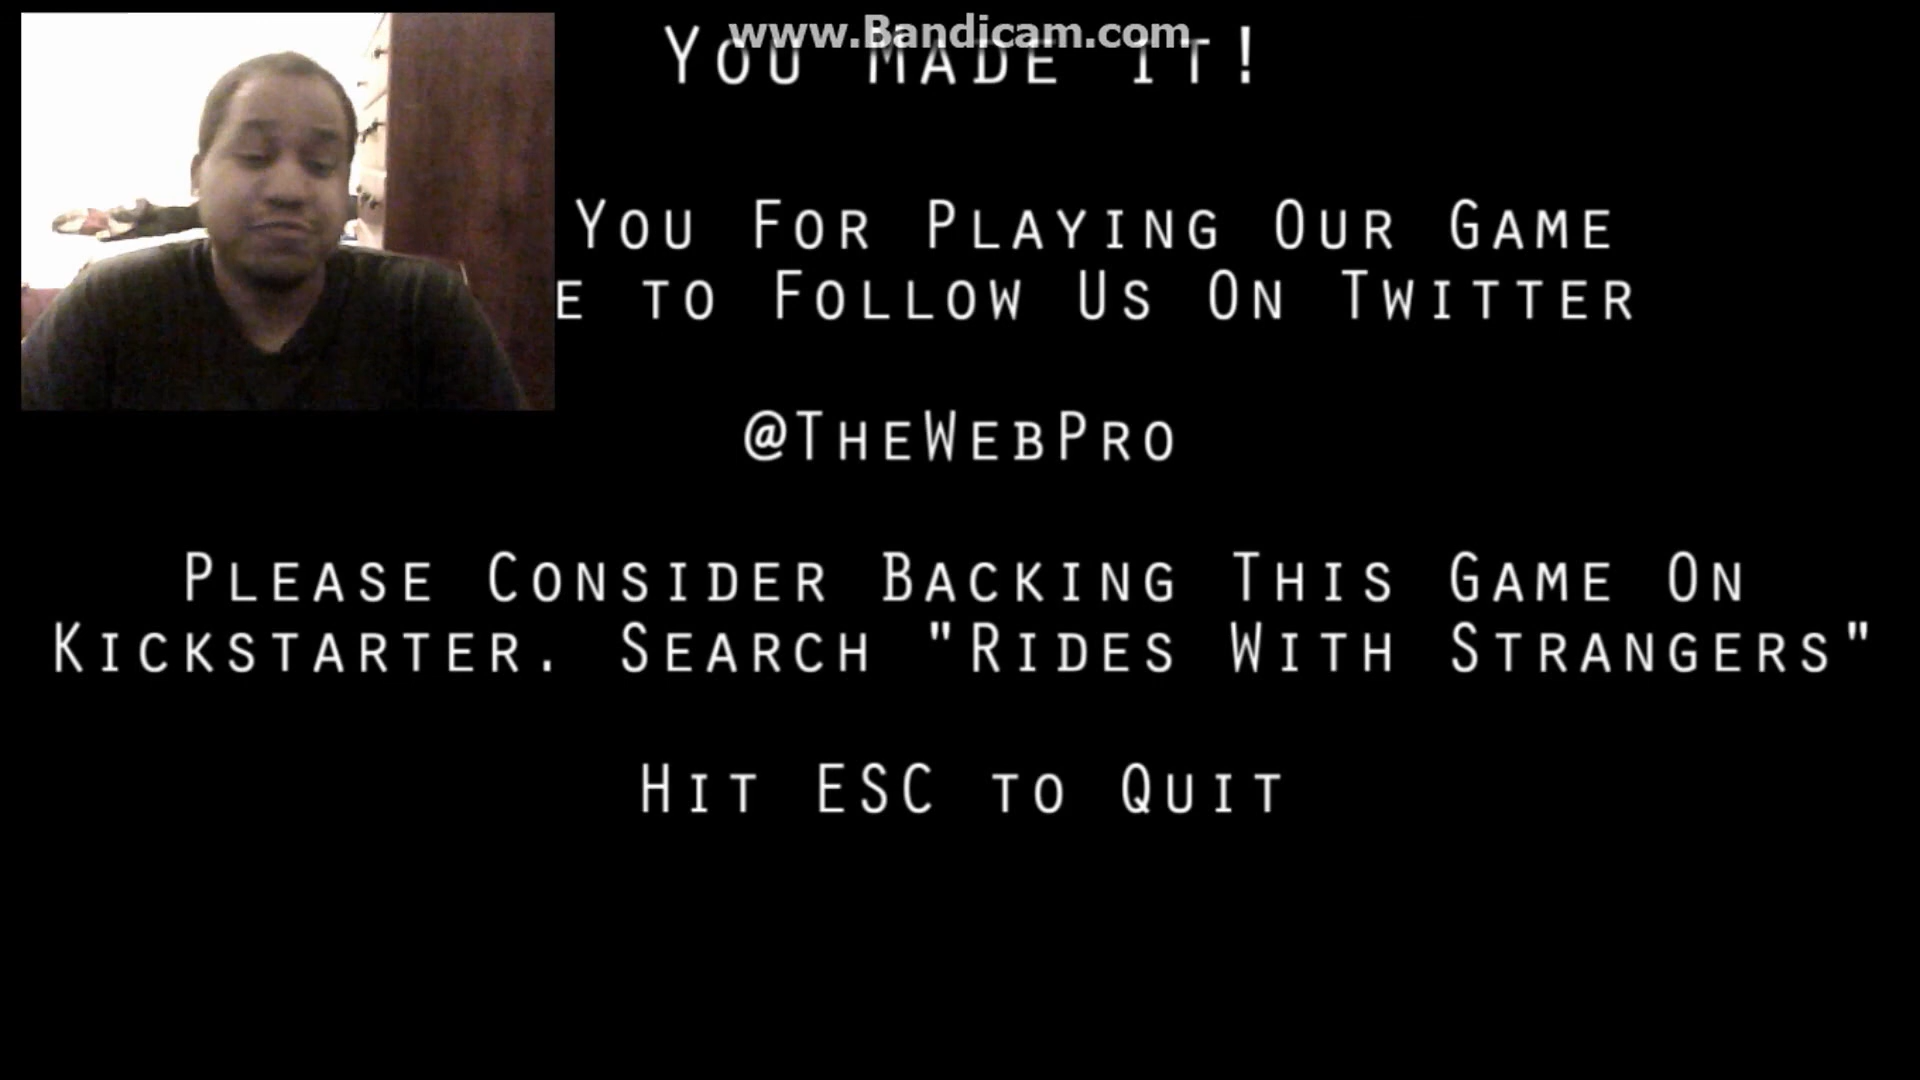 www.Bandicam.com
You made it!
You For Playing Our Game
e to Follow Us On Twitter
@TheWebPro
Please Consider Backing This Game On
Kickstarter. Search "Rides With Strangers"
Hit ESC to Quit